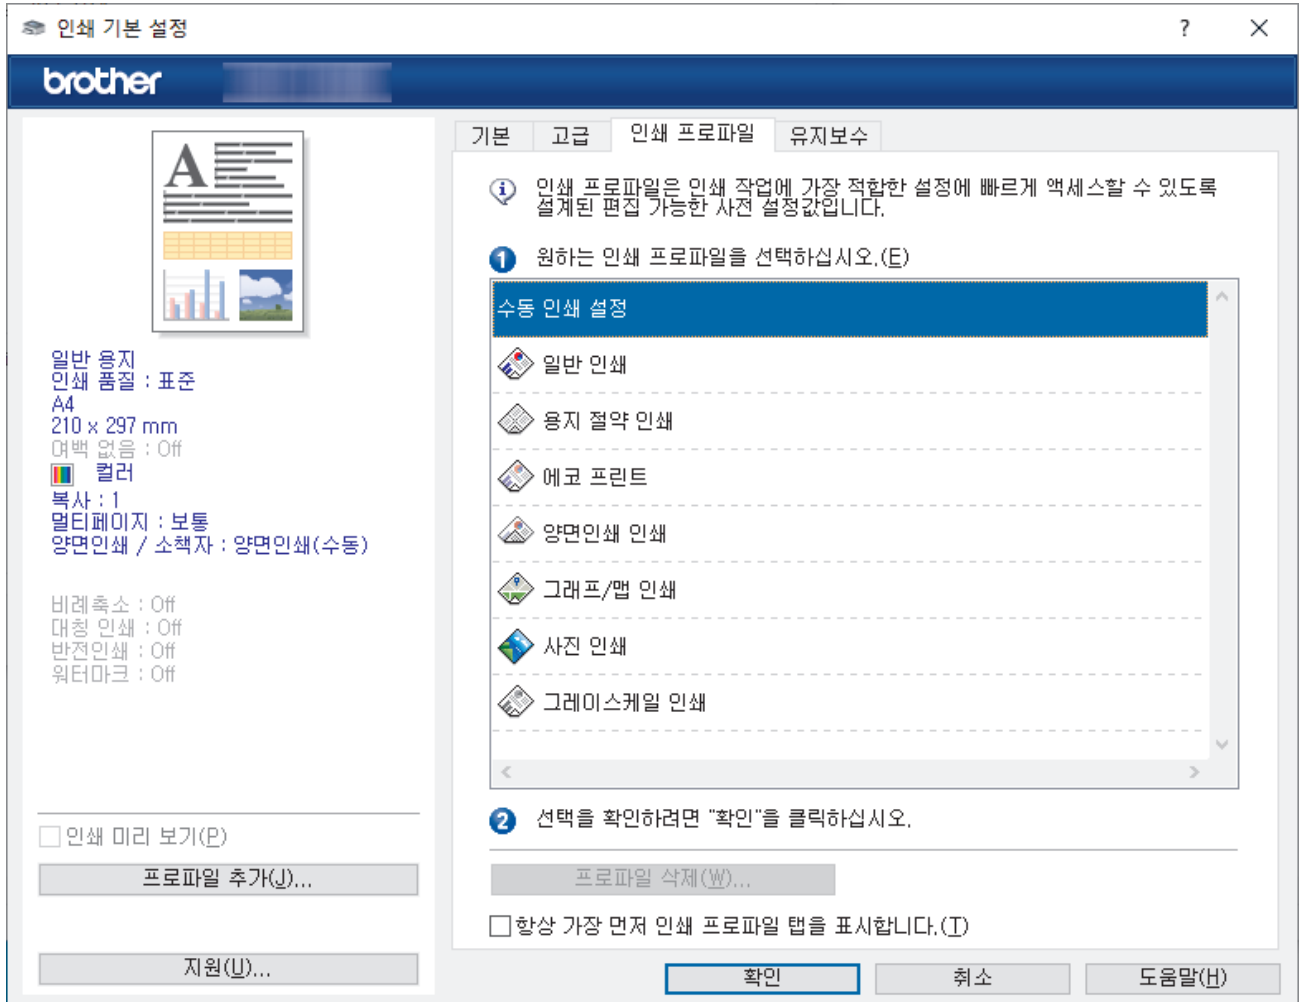 인쇄 기본 설정
?
brother
기본
고급
인쇄 프로파일
유지보수
A
일반 용지
인쇄 품질 : 표준
A4
210 x 297 mm
여백 없음 : Off
컬러
복사 : 1
멀티페이지 : 보통
양면인쇄 / 소책자 : 양면인쇄(수동)
비례축소 : Off
대칭 인쇄 : Off
반전인쇄 : Off
워터마크 : Off
인쇄 미리 보기(P)
프로파일 추가(J)...
지원(U)...
인쇄 프로파일은 인쇄 작업에 가장 적합한 설정에 빠르게 액세스할 수 있도록
설계된 편집 가능한 사전 설정값입니다.
1 원하는 인쇄 프로파일을 선택하십시오.(E)
수동 인쇄 설정
일반 인쇄
용지 절약 인쇄
에코 프린트
양면인쇄 인쇄
그래프/맵 인쇄
사진 인쇄
그레이스케일 인쇄
2 선택을 확인하려면 "확인"을 클릭하십시오.
프로파일 삭제(W)...
항상 가장 먼저 인쇄 프로파일 탭을 표시합니다.(T)
확인
취소
도움말(H)